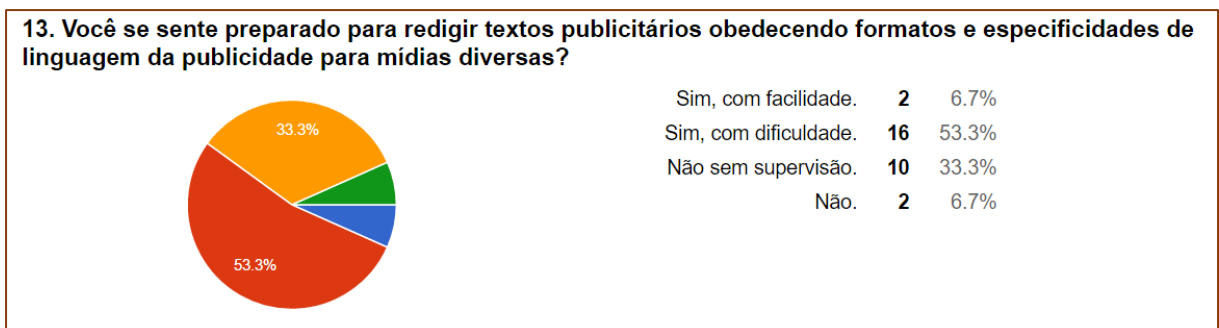 13. Você se sente preparado para redigir textos publicitários obedecendo formatos e especificidades de
linguagem da publicidade para mídias diversas?
33.3%
53.3%
Sim, com facilidade. 2 6.7%
Sim, com dificuldade. 16 53.3%
Não sem supervisão. 10 33.3%
Não. 2 6.7%